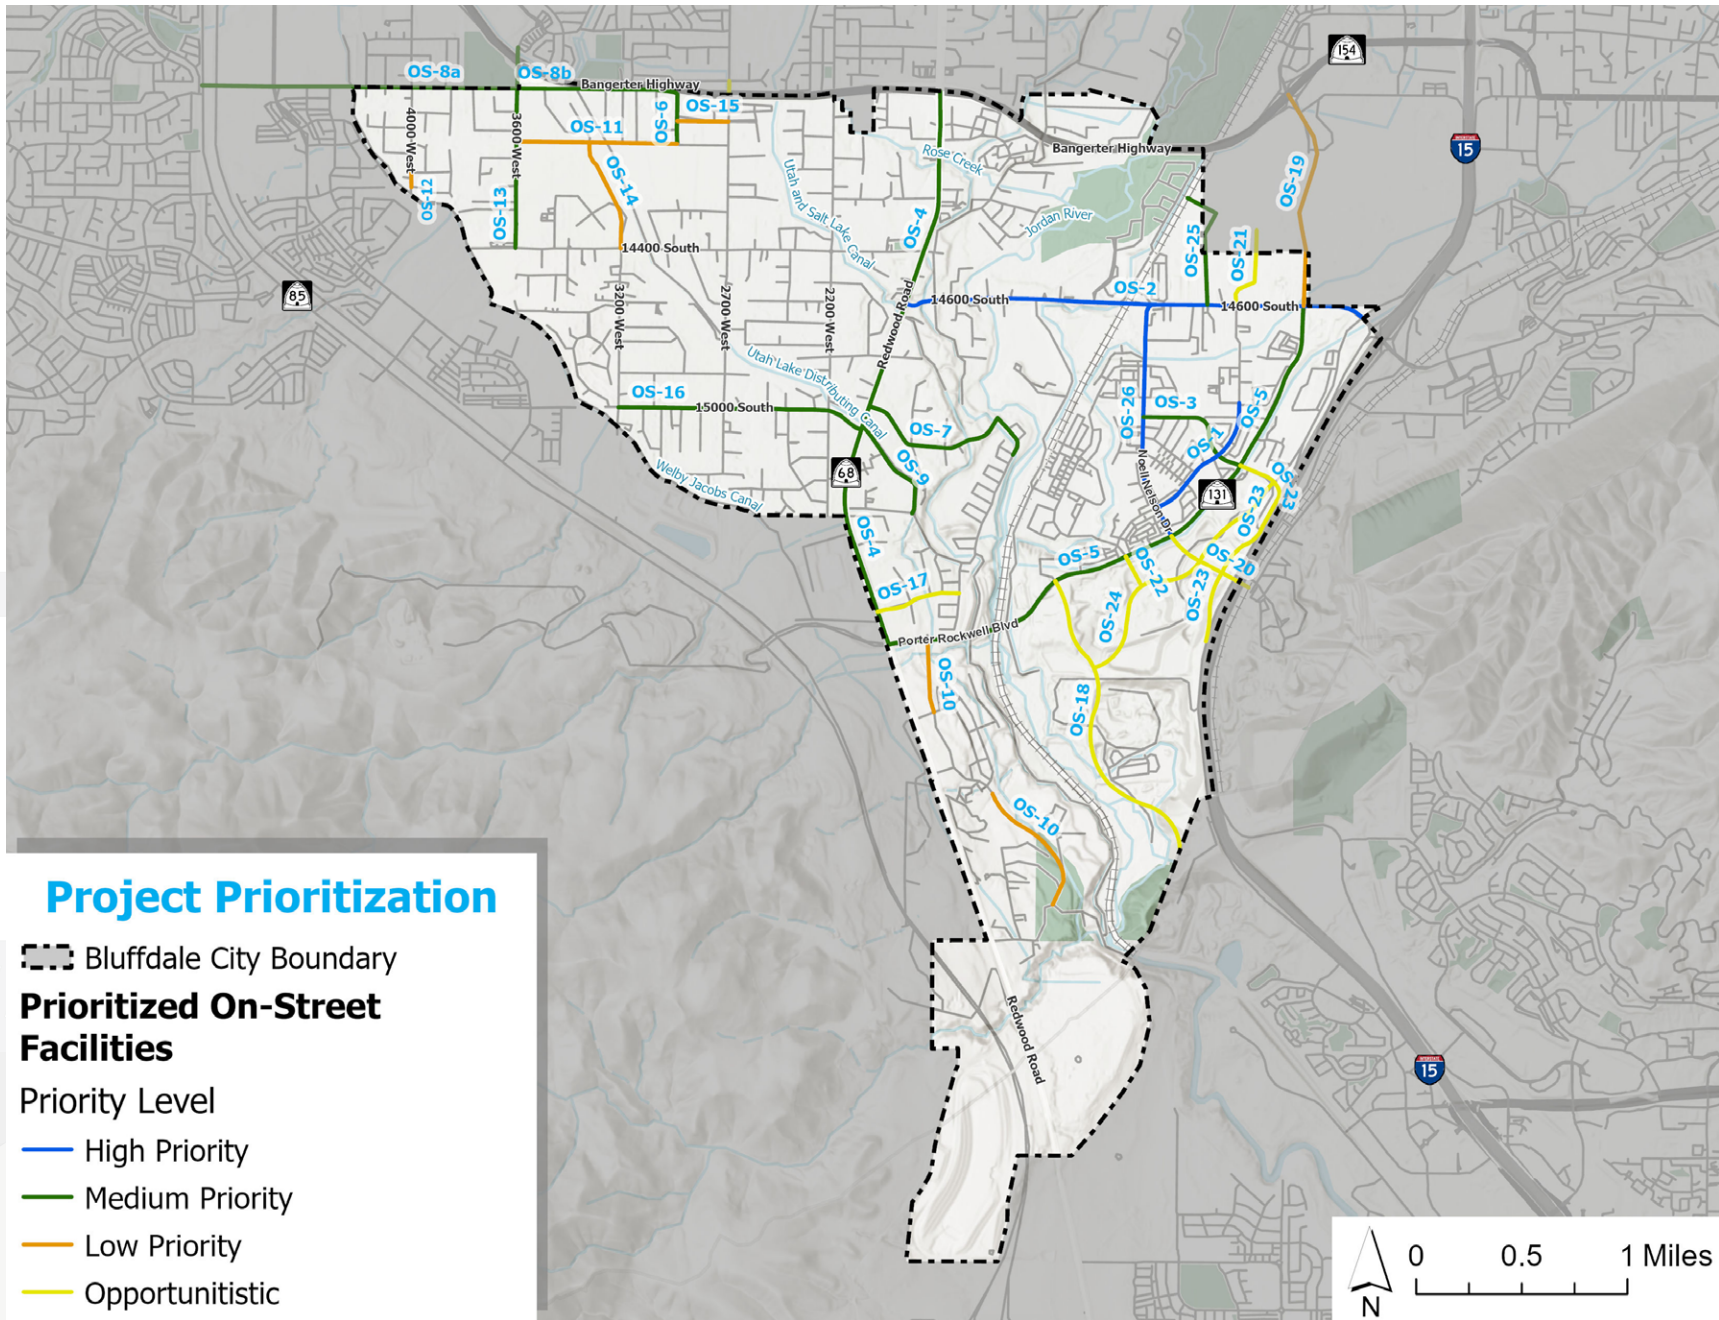 154
OS-8a
OS-8b
Bangerter Highway
OS-6
OS-15
4000 West
3600 West
OS-11
15
Rose Creek
Bangerter Highway
OS-12
OS-13
OS-14
Utah and Salt Lake Canal
OS-4
Jordan River
OS-19
14400 South
OS-25
OS-21
85
3200 West
2700 West
2200 West
Redwood Road
14600 South
OS-2
14600 South
Utah Lake Distributing Canal
OS-16
15000 South
OS-7
OS-26
OS-3
OS-5
OS-1
68
OS-9
Welby Jacobs Canal
Noell Nelson Dr
131
OS-23
OS-23
OS-4
OS-5
OS-22
OS-20
OS-17
OS-24
OS-23
Porter Rockwell Blvd
OS-10
OS-18
OS-10
Redwood Road
15
Project Prioritization
Bluffdale City Boundary
Prioritized On-Street
Facilities
Priority Level
High Priority
Medium Priority
Low Priority
Opportunitistic
N
0 0.5 1 Miles